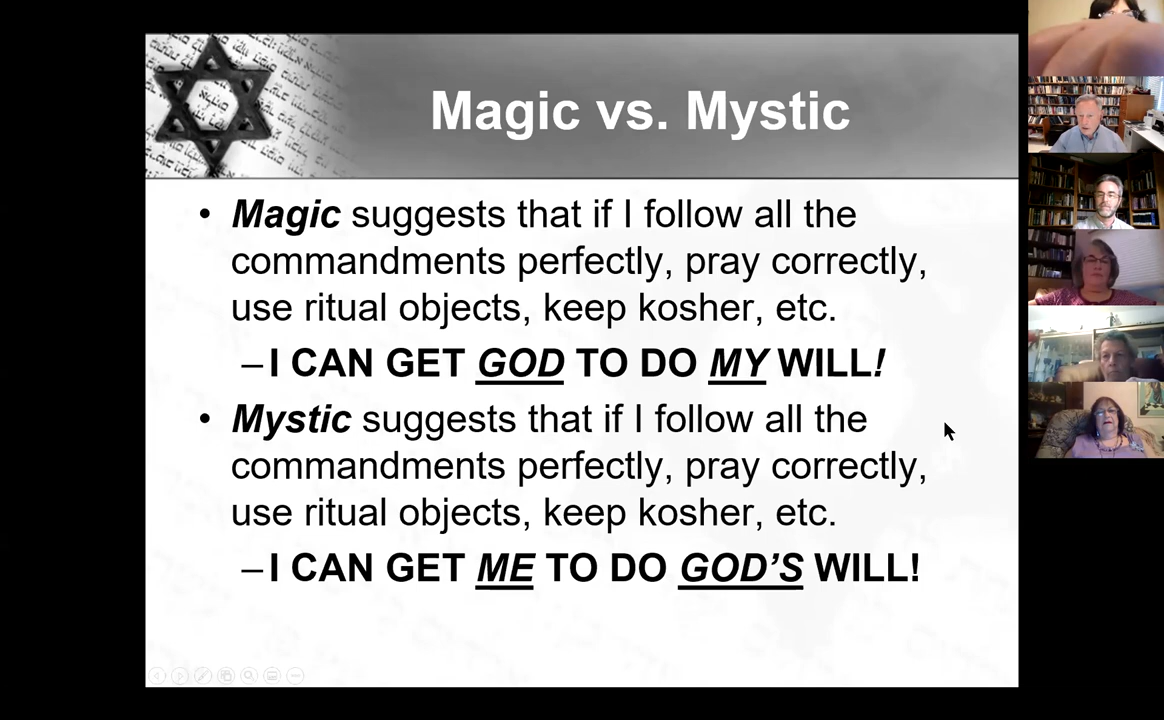 Magic vs. Mystic
• Magic suggests that if I follow all the
commandments perfectly, pray correctly,
use ritual objects, keep kosher, etc.
–I CAN GET GOD TO DO MY WILL!
• Mystic suggests that if I follow all the
commandments perfectly, pray correctly,
use ritual objects, keep kosher, etc.
–I CAN GET ME TO DO GOD’S WILL!